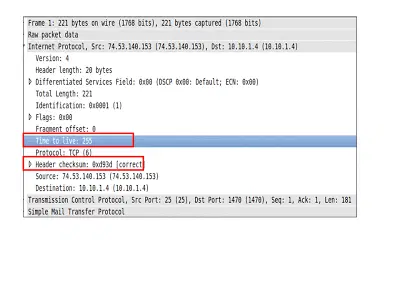 Frame 1: 221 bytes on wire (1768 bits), 221 bytes captured (1768 bits)
Raw packet data
Internet Protocol, Src: 74.53.140.153 (74.53.140.153), Dst: 10.10.1.4 (10.10.1.4)
Version: 4
Header length: 20 bytes
Differentiated Services Field: 0x00 (DSCP 0x00: Default; ECN: 0x00)
Total Length: 221
Identification: 0x0001 (1)
Flags: 0x00
Fragment offset: 0
Time to live: 255
Protocol: TCP (6)
Header checksum: 0xd93d [correct]
Source: 74.53.140.153 (74.53.140.153)
Destination: 10.10.1.4 (10.10.1.4)
Transmission Control Protocol, Src Port: 25 (25), Dst Port: 1470 (1470), Seq: 1, Ack: 1, Len: 181
Simple Mail Transfer Protocol